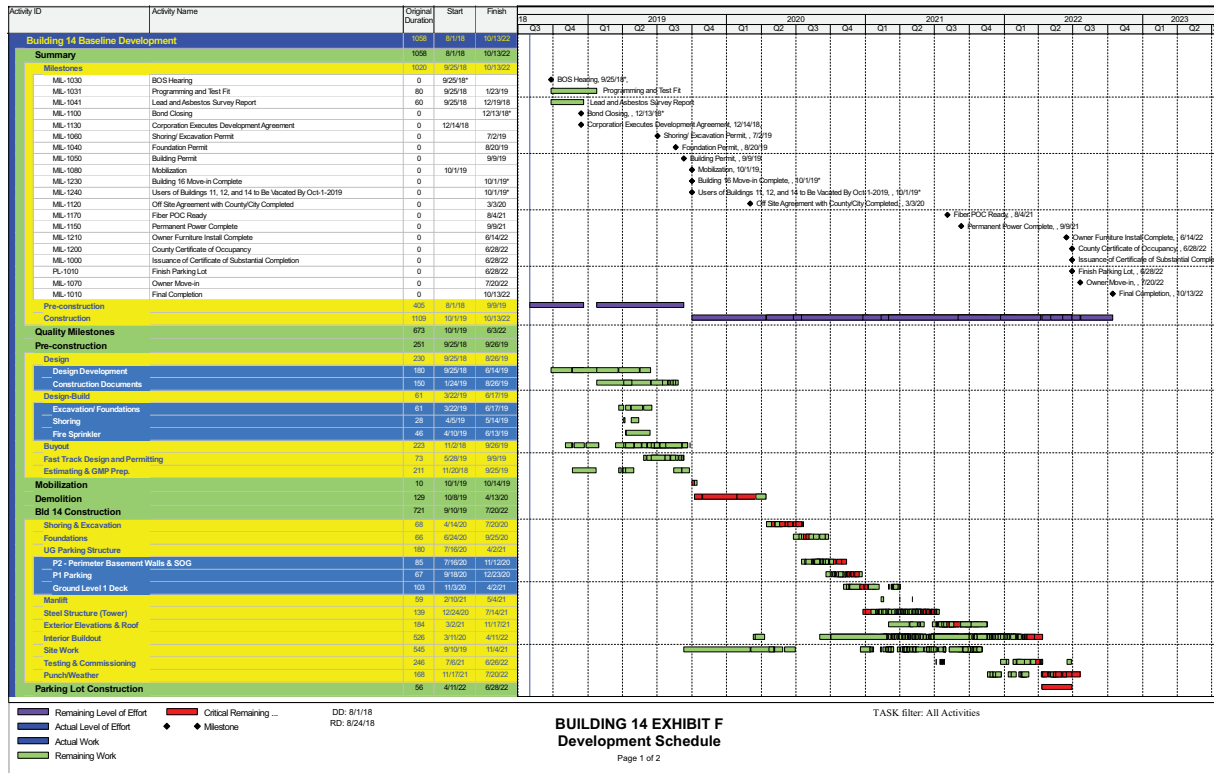 Activity ID Activity Name Original Duration Start Finish 18 2019 2020 2021 2022 2023
Q3 Q4 Q1 Q2 Q3 Q4 Q1 Q2 Q3 Q4 Q1 Q2 Q3 Q4 Q1 Q2 Q3 Q4 Q1 Q2
Building 14 Baseline Development 1058 8/1/18 10/13/22
Summary 1058 8/1/18 10/13/22
Milestones 1020 9/25/18 10/13/22
MIL-1030 BOS Hearing 0 9/25/18* BOS Hearing, 9/25/18*,
MIL-1031 Programming and Test Fit 80 9/25/18 1/23/19 Programming and Test Fit
MIL-1041 Lead and Asbestos Survey Report 60 9/25/18 12/19/18 Lead and Asbestos Survey Report
MIL-1100 Bond Closing 0 12/13/18* Bond Closing, , 12/13/18*
MIL-1130 Corporation Executes Development Agreement 0 12/14/18 Corporation Executes Development Agreement, 12/14/18,
MIL-1060 Shoring/ Excavation Permit 0 7/2/19 Shoring/ Excavation Permit, , 7/2/19
MIL-1040 Foundation Permit 0 8/20/19 Foundation Permit, , 8/20/19
MIL-1050 Building Permit 0 9/9/19 Building Permit, , 9/9/19
MIL-1080 Mobilization 0 10/1/19 Mobilization, 10/1/19,
MIL-1230 Building 16 Move-in Complete 0 10/1/19* Building 16 Move-in Complete, , 10/1/19*
MIL-1240 Users of Buildings 11, 12, and 14 to Be Vacated By Oct-1-2019 0 10/1/19* Users of Buildings 11, 12, and 14 to Be Vacated By Oct-1-2019, , 10/1/19*
MIL-1120 Off Site Agreement with County/City Completed 0 3/3/20 Off Site Agreement with County/City Completed, , 3/3/20
MIL-1170 Fiber POC Ready 0 8/4/21 Fiber POC Ready, , 8/4/21
MIL-1150 Permanent Power Complete 0 9/9/21 Permanent Power Complete, , 9/9/21
MIL-1210 Owner Furniture Install Complete 0 6/14/22 Owner Furniture Install Complete, , 6/14/22
MIL-1200 County Certificate of Occupancy 0 6/28/22 County Certificate of Occupancy, , 6/28/22
MIL-1000 Issuance of Certificate of Substantial Completion 0 6/28/22 Issuance of Certificate of Substantial Comple
PL-1010 Finish Parking Lot 0 6/28/22 Finish Parking Lot, , 6/28/22
MIL-1070 Owner Move-in 0 7/20/22 Owner Move-in, , 7/20/22
MIL-1010 Final Completion 0 10/13/22 Final Completion, , 10/13/22
Pre-construction 405 8/1/18 9/9/19
Construction 1109 10/1/19 10/13/22
Quality Milestones 673 10/1/19 6/3/22
Pre-construction 251 9/25/18 9/26/19
Design 230 9/25/18 8/26/19
Design Development 180 9/25/18 6/14/19
Construction Documents 150 1/24/19 8/26/19
Design-Build 61 3/22/19 6/17/19
Excavation/ Foundations 61 3/22/19 6/17/19
Shoring 28 4/5/19 5/14/19
Fire Sprinkler 46 4/10/19 6/13/19
Buyout 223 11/2/18 9/26/19
Fast Track Design and Permitting 73 5/28/19 9/9/19
Estimating & GMP Prep. 211 11/20/18 9/25/19
Mobilization 10 10/1/19 10/14/19
Demolition 129 10/8/19 4/13/20
Bld 14 Construction 721 9/10/19 7/20/22
Shoring & Excavation 68 4/14/20 7/20/20
Foundations 66 6/24/20 9/25/20
UG Parking Structure 180 7/16/20 4/2/21
P2 - Perimeter Basement Walls & SOG 85 7/16/20 11/12/20
P1 Parking 67 9/18/20 12/23/20
Ground Level 1 Deck 103 11/3/20 4/2/21
Manlift 59 2/10/21 5/4/21
Steel Structure (Tower) 139 12/24/20 7/14/21
Exterior Elevations & Roof 184 3/2/21 11/17/21
Interior Buildout 526 3/11/20 4/11/22
Site Work 545 9/10/19 11/4/21
Testing & Commissioning 246 7/6/21 6/26/22
Punch/Weather 168 11/17/21 7/20/22
Parking Lot Construction 56 4/11/22 6/28/22
Remaining Level of Effort Critical Remaining ... DD: 8/1/18
Actual Level of Effort Milestone RD: 8/24/18
Actual Work
Remaining Work
BUILDING 14 EXHIBIT F
Development Schedule
Page 1 of 2
TASK filter: All Activities